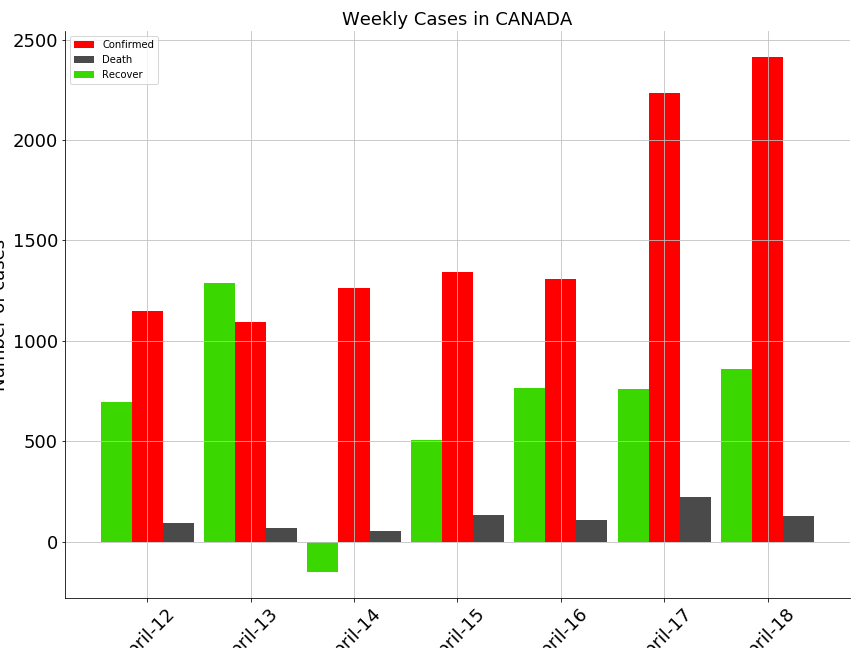 Weekly Cases in CANADA
Confirmed
Death
Recover
2500
2000
1500
1000
500
0
Number of cases
pril-12
pril-13
pril-14
pril-15
pril-16
pril-17
pril-18